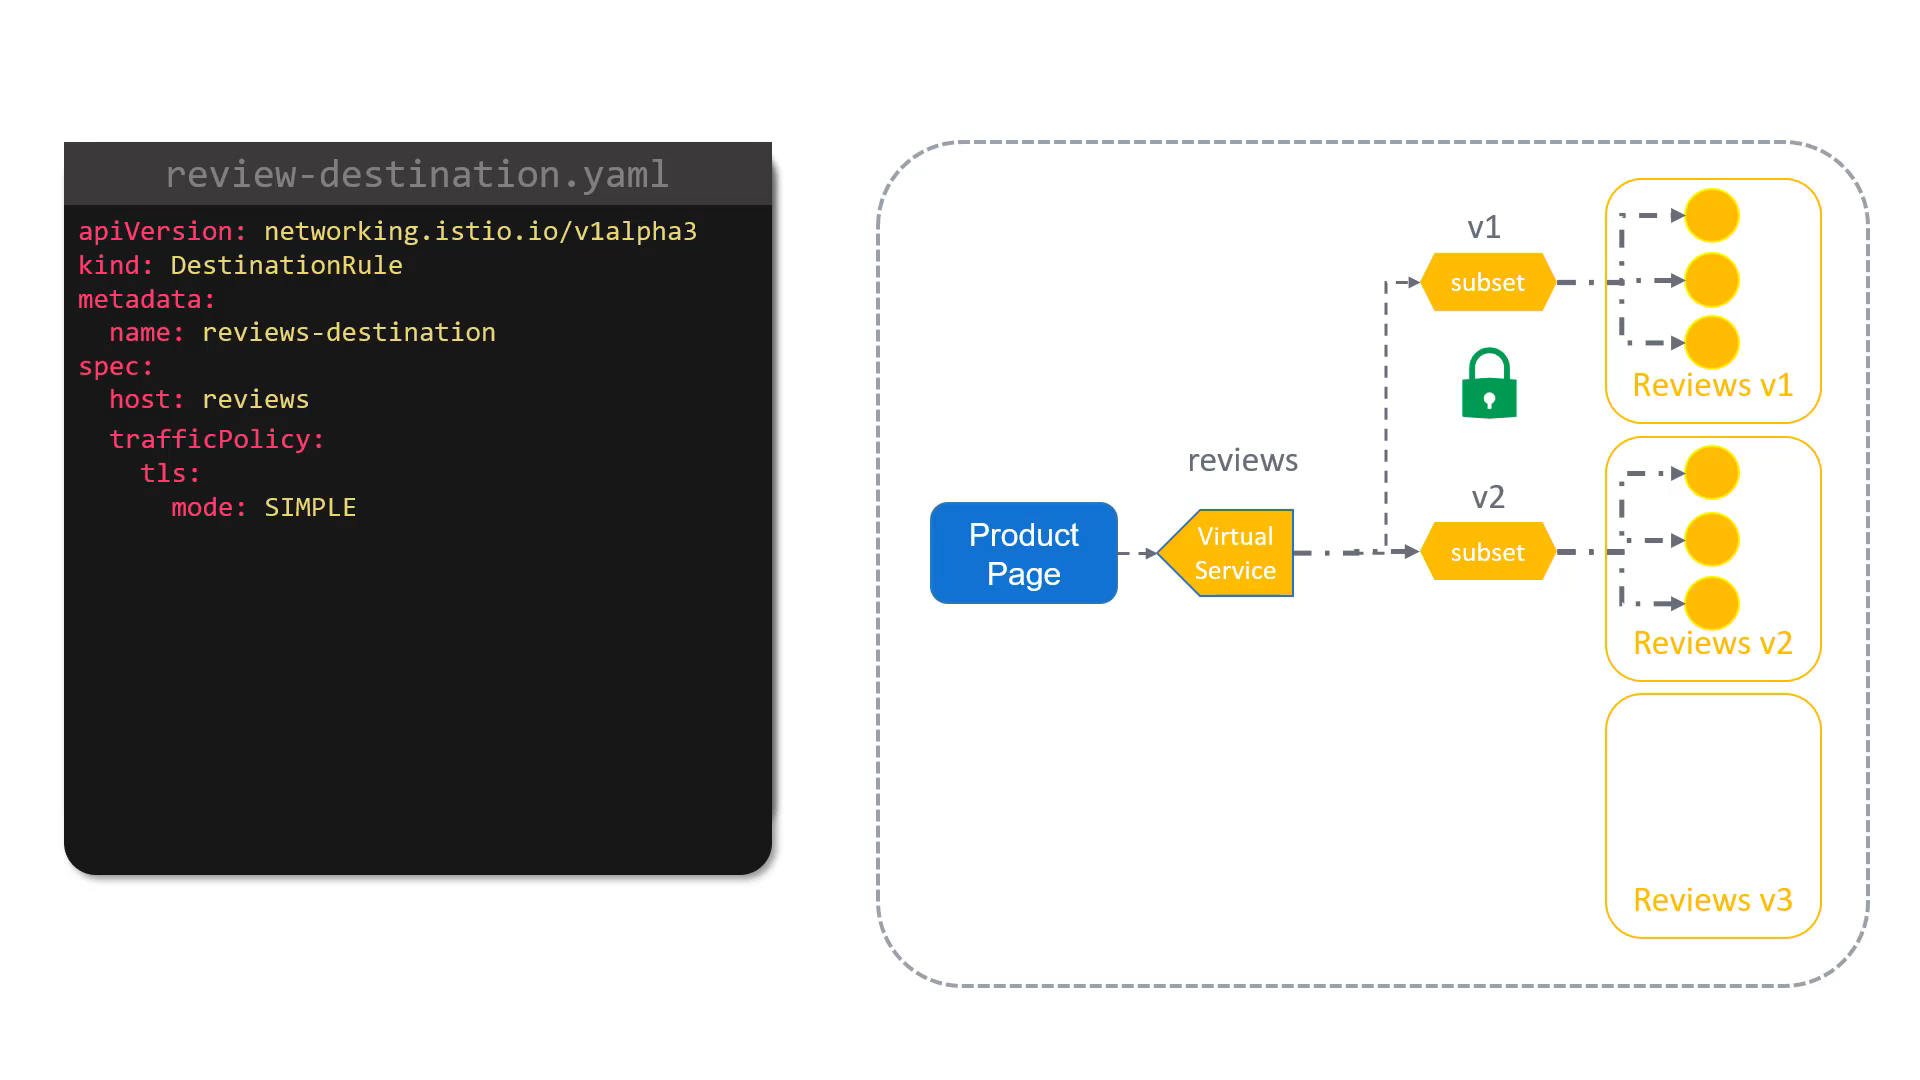 review-destination.yaml
apiVersion: networking.istio.io/v1alpha3
kind: DestinationRule
metadata:
  name: reviews-destination
spec:
  host: reviews
  trafficPolicy:
    tls:
      mode: SIMPLE
v1
subset
Reviews v1
reviews
Product
Page
Virtual
Service
v2
subset
Reviews v2
Reviews v3